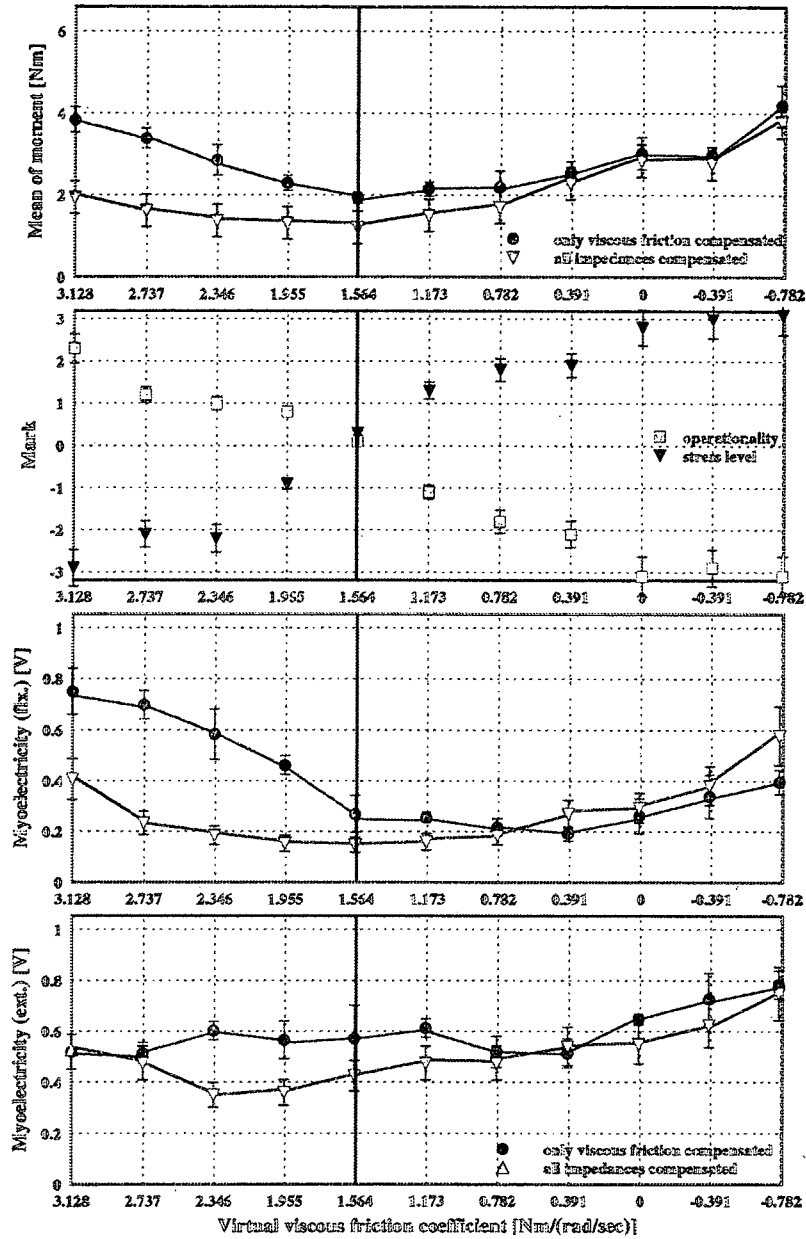 6
4
2
0
Mean of moment [Nm]
only viscous friction compensated
all impedances compensated
3.128 2.737 2.346 1.955 1.564 1.173 0.782 0.391 0 -0.391 -0.782
3
2
1
0
-1
-2
-3
Mark
operationality
stress level
3.128 2.737 2.346 1.955 1.564 1.173 0.782 0.391 0 -0.391 -0.782
1
0.8
0.6
0.4
0.2
0
Myoelectricity (flx.) [V]
3.128 2.737 2.346 1.955 1.564 1.173 0.782 0.391 0 -0.391 -0.782
1
0.8
0.6
0.4
0.2
0
Myoelectricity (ext.) [V]
only viscous friction compensated
all impedances compensated
3.128 2.737 2.346 1.955 1.564 1.173 0.782 0.391 0 -0.391 -0.782
Virtual viscous friction coefficient [Nm/(rad/sec)]